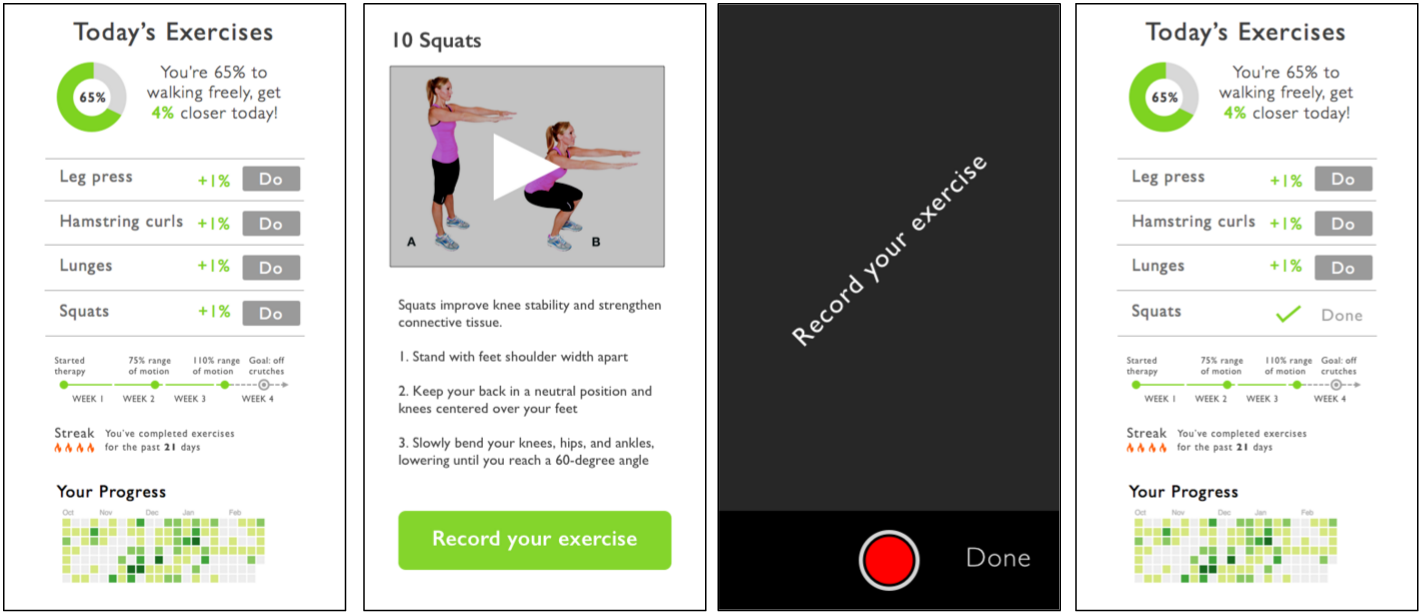 Today's Exercises
65%
You're 65% to
walking freely, get
4% closer today!
Leg press +1% Do
Hamstring curls +1% Do
Lunges +1% Do
Squats +1% Do
Started therapy
75% range of motion
110% range of motion
Goal: off crutches
WEEK 1 WEEK 2 WEEK 3 WEEK 4
Streak You've completed exercises
for the past 21 days
Your Progress
Oct Nov Dec Jan Feb
10 Squats
A B
Squats improve knee stability and strengthen
connective tissue.
1. Stand with feet shoulder width apart
2. Keep your back in a neutral position and
knees centered over your feet
3. Slowly bend your knees, hips, and ankles,
lowering until you reach a 60-degree angle
Record your exercise
Record your exercise
Done
Today's Exercises
65%
You're 65% to
walking freely, get
4% closer today!
Leg press +1% Do
Hamstring curls +1% Do
Lunges +1% Do
Squats Done
Started therapy
75% range of motion
110% range of motion
Goal: off crutches
WEEK 1 WEEK 2 WEEK 3 WEEK 4
Streak You've completed exercises
for the past 21 days
Your Progress
Oct Nov Dec Jan Feb